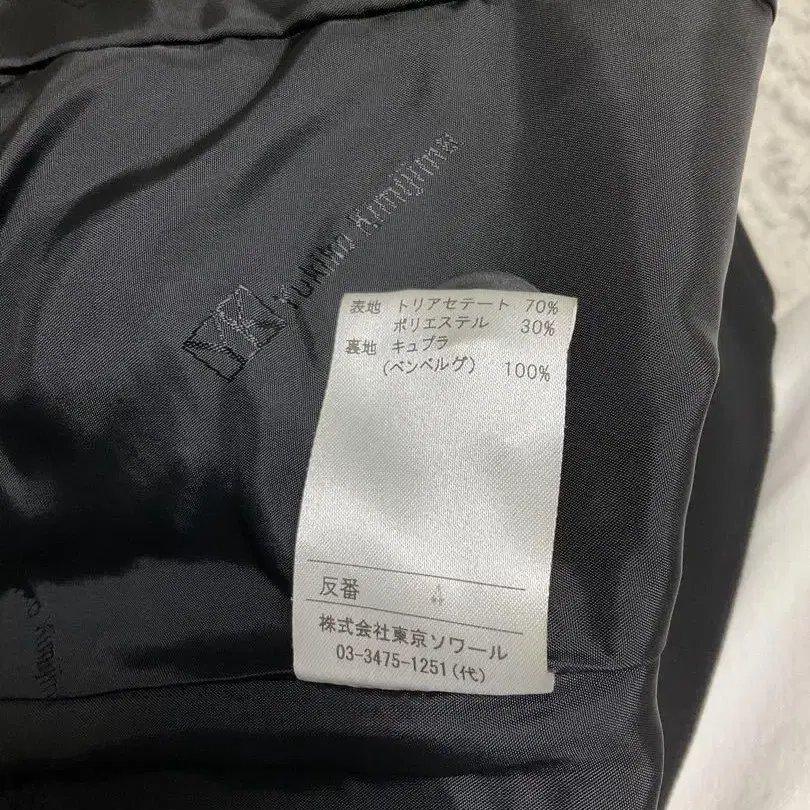 YK Yukiko Kimijima
表地 トリアセテート 70%
ポリエステル 30%
裏地 キュプラ
(ベンベルグ) 100%
反番
株式会社東京ソワール
03-3475-1251(代)